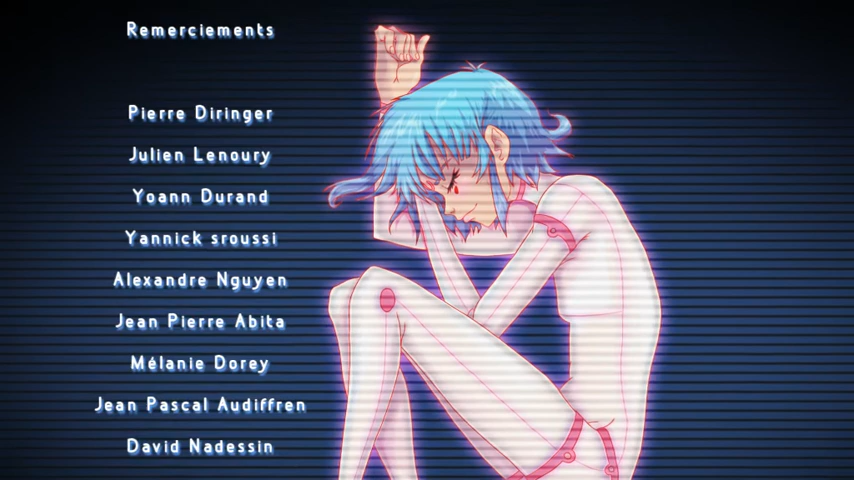 Remerciements
Pierre Diringer
Julien Lenoury
Yoann Durand
Yannick sroussi
Alexandre Nguyen
Jean Pierre Abita
Mélanie Dorey
Jean Pascal Audiffren
David Nadessin